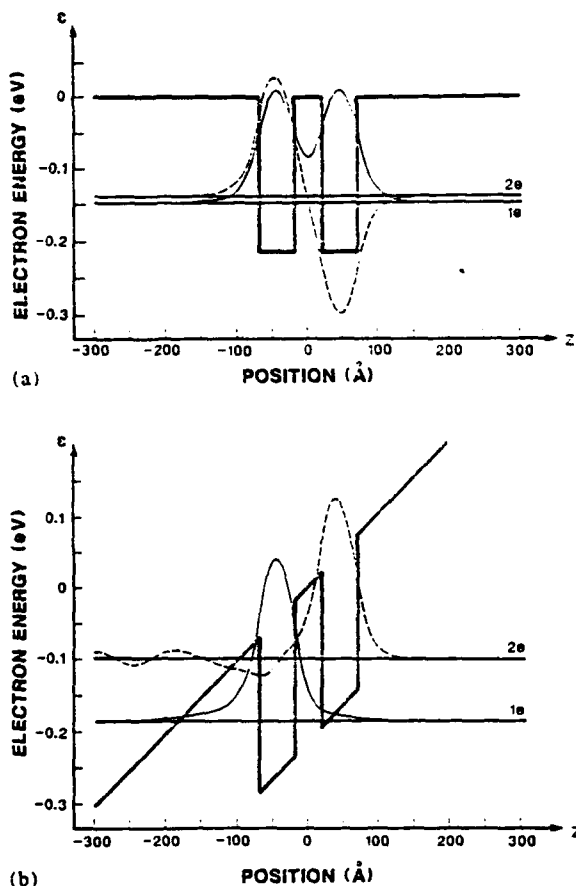 ε
ELECTRON ENERGY (eV)
0
-0.1
-0.2
-0.3
2e
1e
-300 -200 -100 0 100 200 300
z
(a)
POSITION (Å)
ε
ELECTRON ENERGY (eV)
0.1
0
-0.1
-0.2
-0.3
2e
1e
-300 -200 -100 0 100 200 300
z
(b)
POSITION (Å)